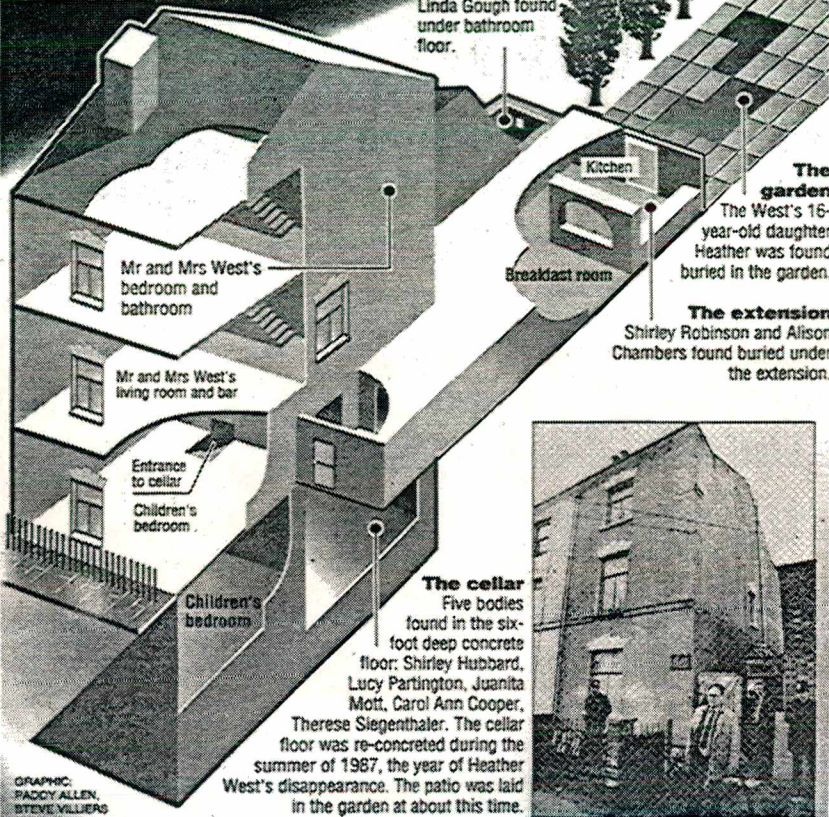 Linda Gough found
under bathroom
floor.
Kitchen
The
garden
The West's 16-
year-old daughter
Heather was found
buried in the garden.
Mr and Mrs West's
bedroom and
bathroom
Breakfast room
The extension
Shirley Robinson and Alison
Chambers found buried under
the extension.
Mr and Mrs West's
living room and bar
Entrance
to cellar
Children's
bedroom
Children's
bedroom
The cellar
Five bodies
found in the six-
foot deep concrete
floor: Shirley Hubbard,
Lucy Partington, Juanita
Mott, Carol Ann Cooper,
Therese Siegenthaler. The cellar
floor was re-concreted during the
summer of 1987, the year of Heather
West's disappearance. The patio was laid
in the garden at about this time.
GRAPHIC:
PADDY ALLEN,
STEVE VILLIERS